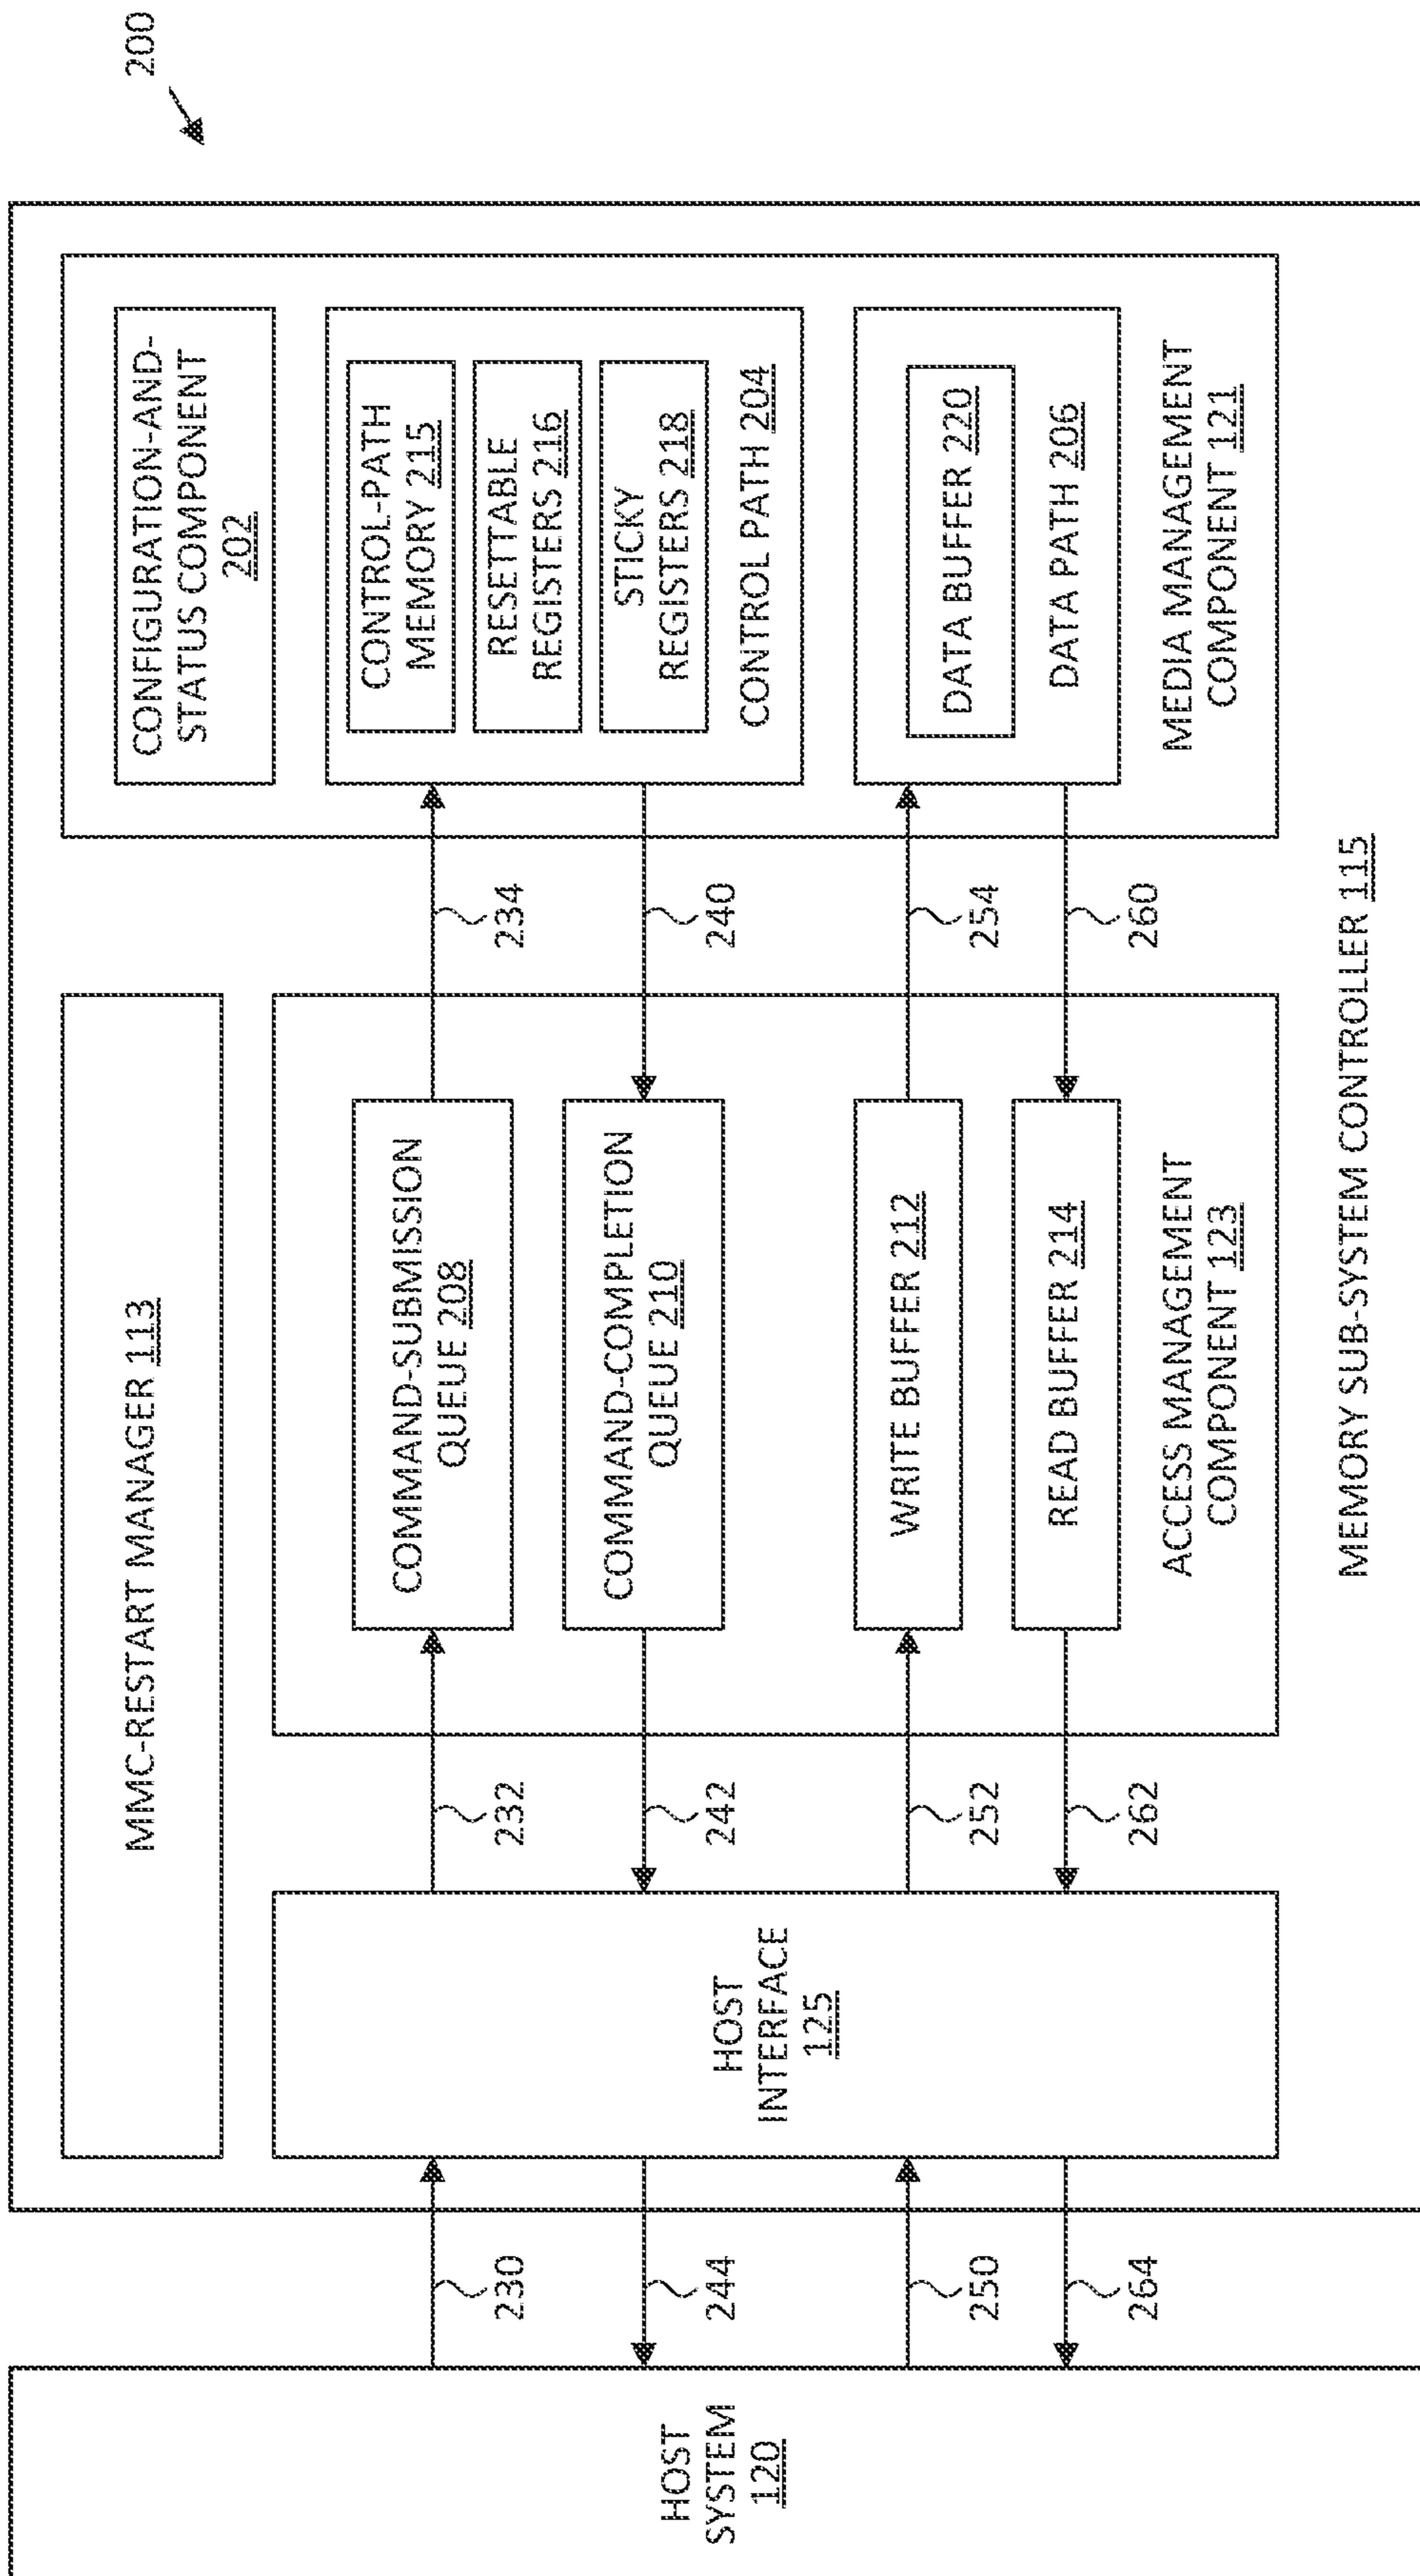 200
HOST
SYSTEM
120
230
244
250
264
MMC-RESTART MANAGER 113
HOST
INTERFACE
125
232
242
252
262
COMMAND-SUBMISSION
QUEUE 208
COMMAND-COMPLETION
QUEUE 210
WRITE BUFFER 212
READ BUFFER 214
ACCESS MANAGEMENT
COMPONENT 123
234
240
254
260
CONFIGURATION-AND-
STATUS COMPONENT
202
CONTROL-PATH
MEMORY 215
RESETTABLE
REGISTERS 216
STICKY
REGISTERS 218
CONTROL PATH 204
DATA BUFFER 220
DATA PATH 206
MEDIA MANAGEMENT
COMPONENT 121
MEMORY SUB-SYSTEM CONTROLLER 115